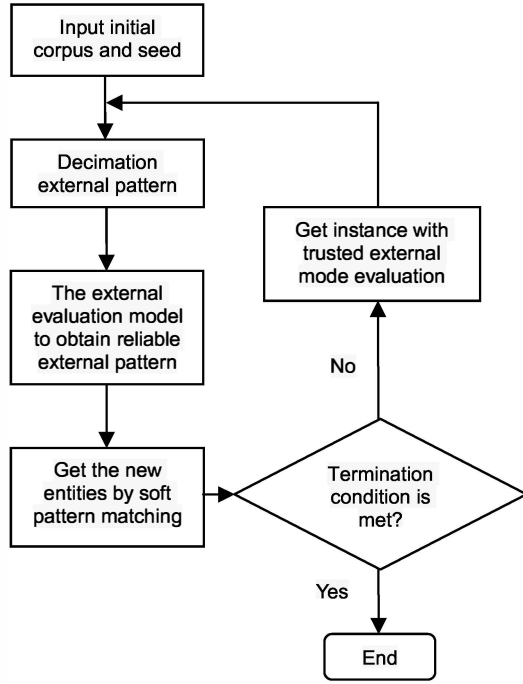 Input initial
corpus and seed
Decimation
external pattern
The external
evaluation model
to obtain reliable
external pattern
Get the new
entities by soft
pattern matching
Termination
condition is
met?
No
Get instance with
trusted external
mode evaluation
Yes
End